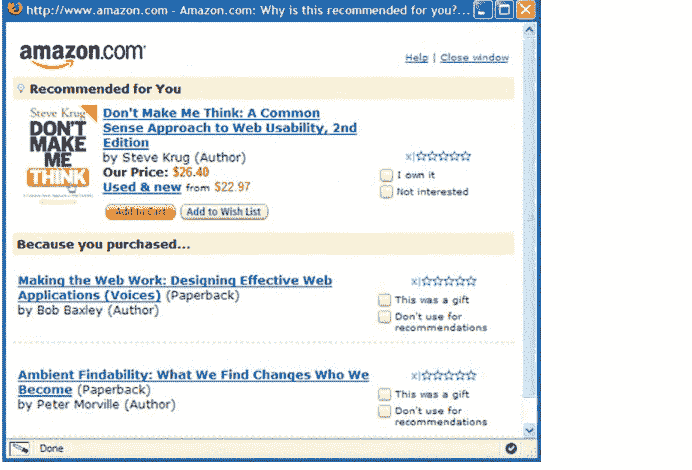 http://www.amazon.com - Amazon.com: Why is this recommended for you?...
amazon.com
Help | Close window
Recommended for You
Steve Krug
DON'T
MAKE
ME
THINK
Don't Make Me Think: A Common
Sense Approach to Web Usability, 2nd
Edition
by Steve Krug (Author)
Our Price: $26.40
Used & new from $22.97
I own it
Not interested
Add to Cart
Add to Wish List
Because you purchased...
Making the Web Work: Designing Effective Web
Applications (Voices) (Paperback)
by Bob Baxley (Author)
This was a gift
Don't use for
recommendations
Ambient Findability: What We Find Changes Who We
Become (Paperback)
by Peter Morville (Author)
This was a gift
Don't use for
recommendations
Done